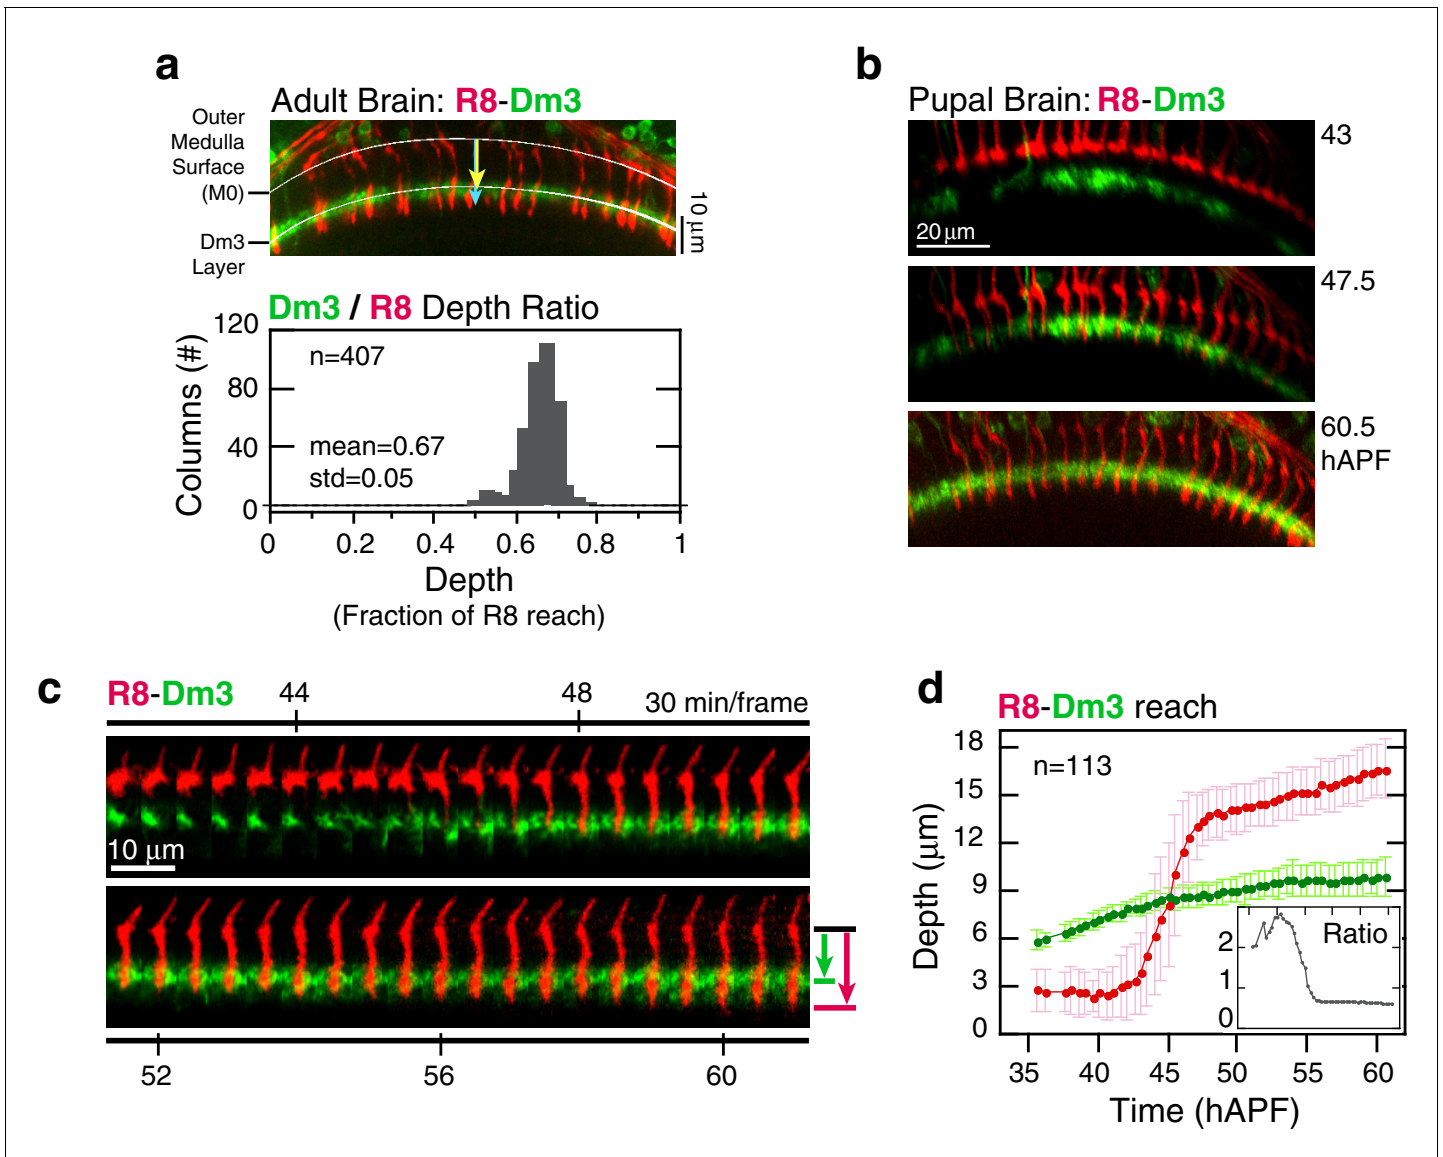 a
Adult Brain: R8-Dm3
Outer
Medulla
Surface
(M0)
Dm3
Layer
10 µm
Dm3 / R8 Depth Ratio
120
80
40
0
Columns (#)
n=407
mean=0.67
std=0.05
0 0.2 0.4 0.6 0.8 1
Depth
(Fraction of R8 reach)
b
Pupal Brain: R8-Dm3
43
20 µm
47.5
60.5
hAPF
c
R8-Dm3 44 48 30 min/frame
10 µm
52 56 60
d
R8-Dm3 reach
18
15
12
9
6
3
0
Depth (µm)
n=113
Ratio
2
1
0
35 40 45 50 55 60
Time (hAPF)